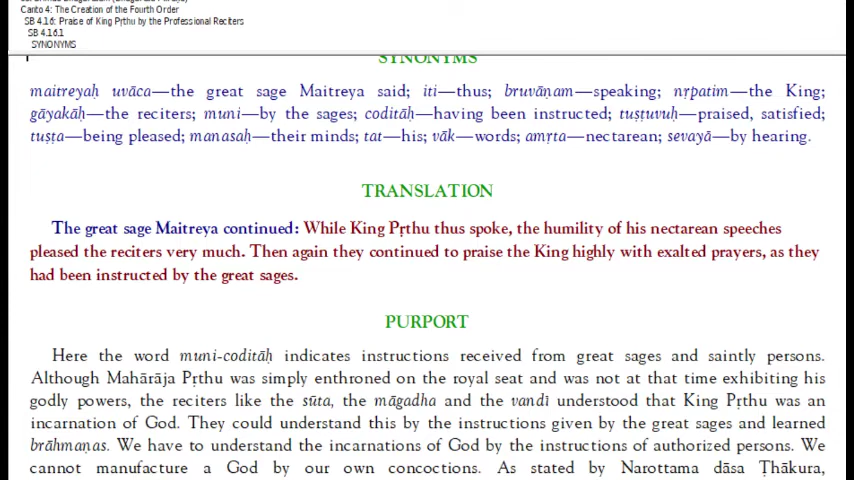 Canto 4: The Creation of the Fourth Order
SB 4.16: Praise of King Pṛthu by the Professional Reciters
SB 4.16.1
SYNONYMS
SYNONYMS
maitreyaḥ uvāca—the great sage Maitreya said; iti—thus; bruvāṇam—speaking; nṛpatim—the King;
gāyakāḥ—the reciters; muni—by the sages; coditāḥ—having been instructed; tuṣṭuvuḥ—praised, satisfied;
tuṣṭa—being pleased; manasaḥ—their minds; tat—his; vāk—words; amṛta—nectarean; sevayā—by hearing.
TRANSLATION
The great sage Maitreya continued: While King Pṛthu thus spoke, the humility of his nectarean speeches
pleased the reciters very much. Then again they continued to praise the King highly with exalted prayers, as they
had been instructed by the great sages.
PURPORT
Here the word muni-coditāḥ indicates instructions received from great sages and saintly persons.
Although Mahārāja Pṛthu was simply enthroned on the royal seat and was not at that time exhibiting his
godly powers, the reciters like the sūta, the māgadha and the vandī understood that King Pṛthu was an
incarnation of God. They could understand this by the instructions given by the great sages and learned
brāhmaṇas. We have to understand the incarnations of God by the instructions of authorized persons. We
cannot manufacture a God by our own concoctions. As stated by Narottama dāsa Ṭhākura,